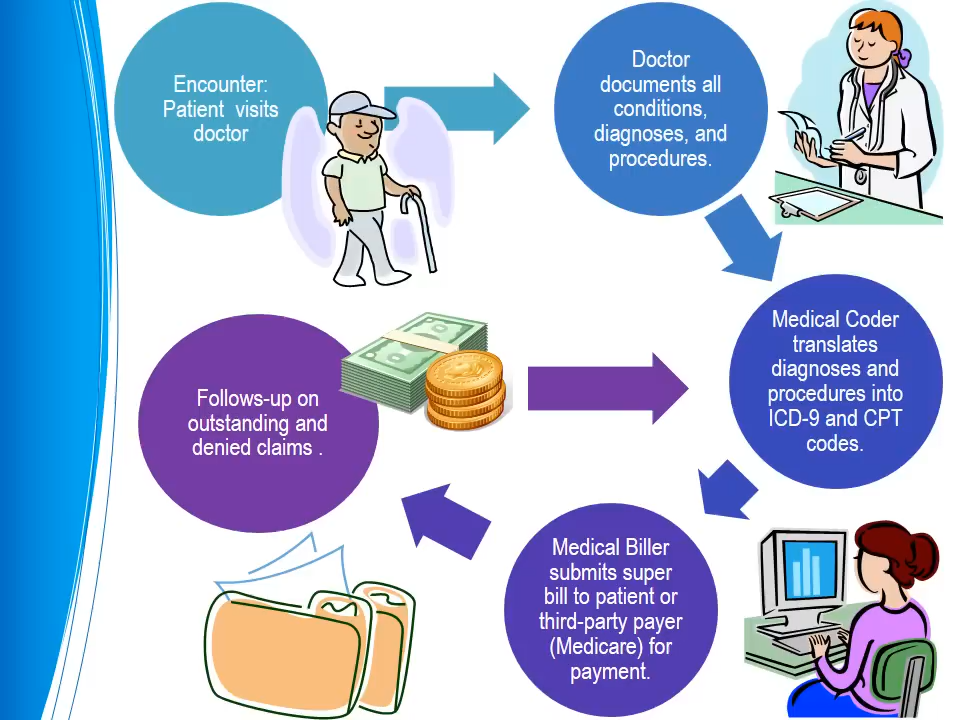 Encounter:
Patient visits
doctor
Doctor
documents all
conditions,
diagnoses, and
procedures.
Medical Coder
translates
diagnoses and
procedures into
ICD-9 and CPT
codes.
Medical Biller
submits super
bill to patient or
third-party payer
(Medicare) for
payment.
Follows-up on
outstanding and
denied claims .